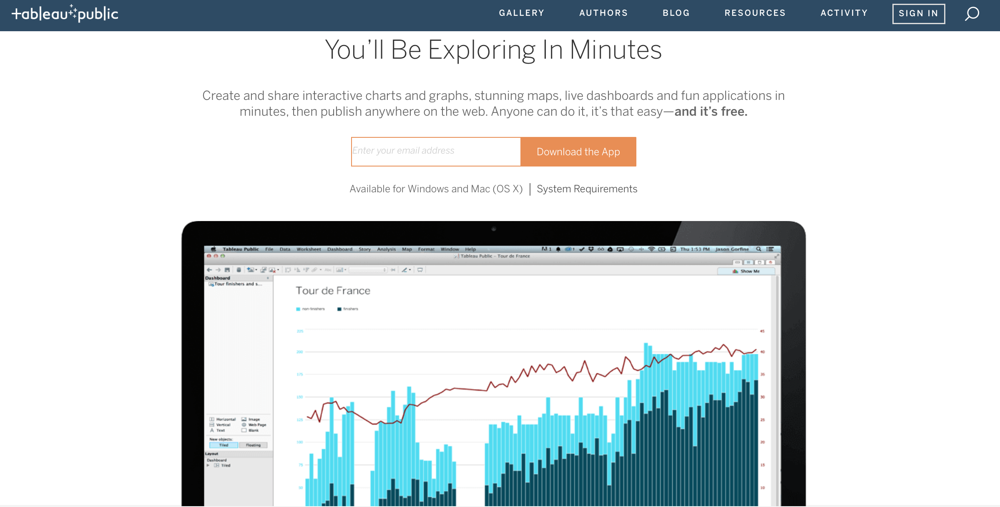 tableau public
GALLERY AUTHORS BLOG RESOURCES ACTIVITY SIGN IN
You’ll Be Exploring In Minutes
Create and share interactive charts and graphs, stunning maps, live dashboards and fun applications in
minutes, then publish anywhere on the web. Anyone can do it, it’s that easy—and it’s free.
Enter your email address
Download the App
Available for Windows and Mac (OS X) | System Requirements
Tableau Public File Data Worksheet Dashboard Story Analysis Map Format Window Help 1 1 Thu 1:53 PM Jason Gorfine
Tableau Public - Tour de France
Abc
Show Me
Dashboard
Tour finishers and s...
Tour de France
non-finishers finishers
225 45
200 40
175 35
150 30
125 25
100 20
75 15
50 10
Horizontal Image
Vertical Web Page
A Text Blank
New objects:
Tiled Floating
Layout
Dashboard
Tiled